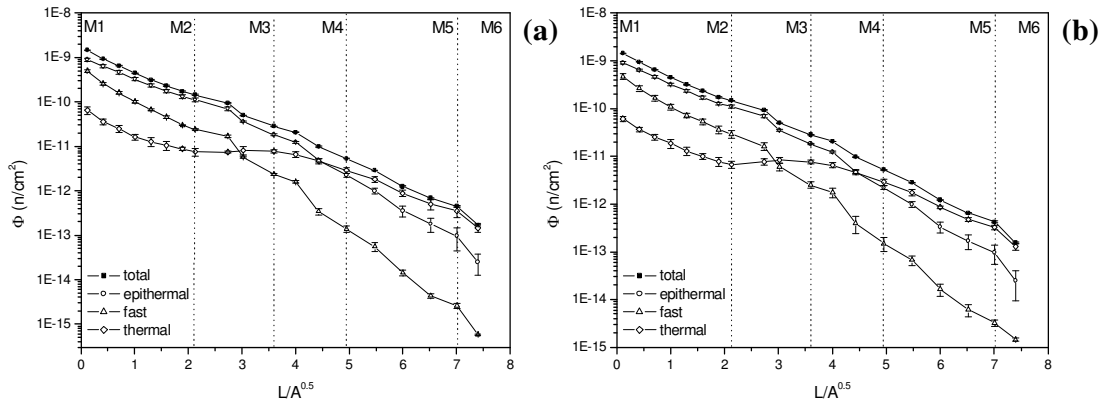 1E-8
1E-9
1E-10
1E-11
1E-12
1E-13
1E-14
1E-15
Φ (n/cm²)
M1 M2 M3 M4 M5 M6
(a)
total
epithermal
fast
thermal
0 1 2 3 4 5 6 7 8
L/A^0.5
1E-8
1E-9
1E-10
1E-11
1E-12
1E-13
1E-14
1E-15
Φ (n/cm²)
M1 M2 M3 M4 M5 M6
(b)
total
epithermal
fast
thermal
0 1 2 3 4 5 6 7 8
L/A^0.5